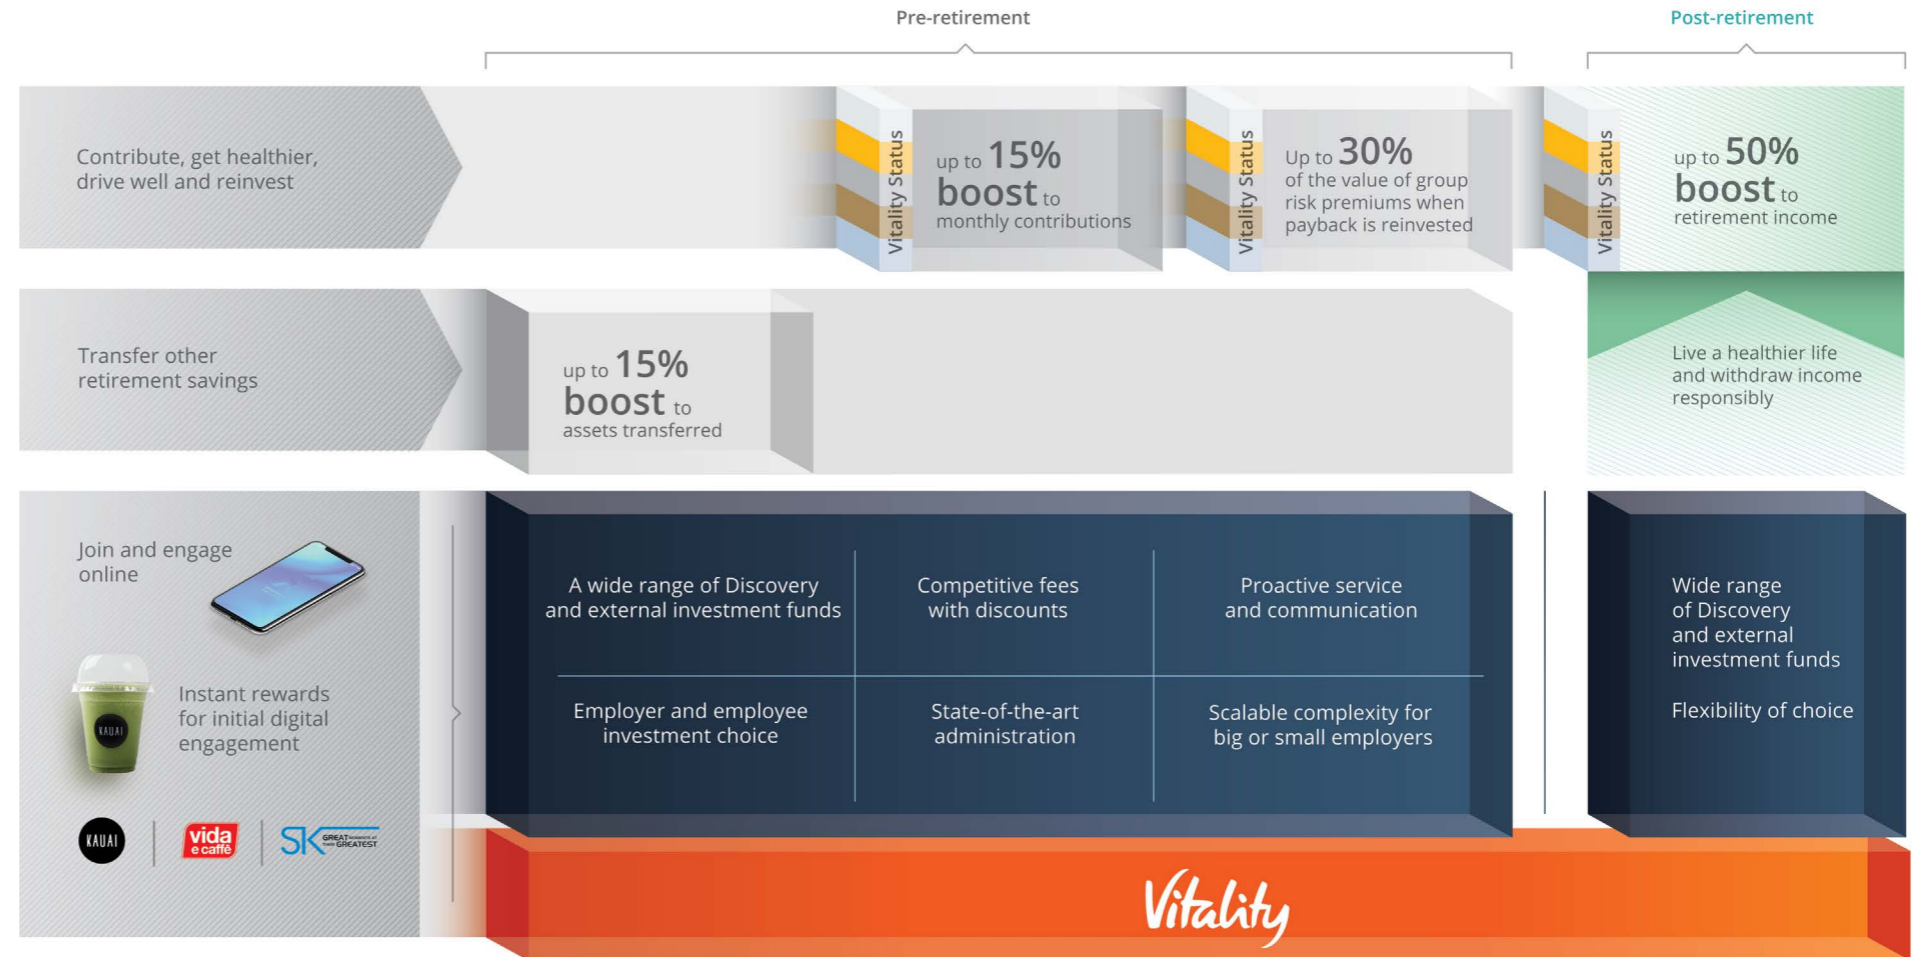 Pre-retirement
Post-retirement
Contribute, get healthier,
drive well and reinvest
Vitality Status
up to 15%
boost to
monthly contributions
Vitality Status
Up to 30%
of the value of group
risk premiums when
payback is reinvested
Vitality Status
up to 50%
boost to
retirement income
Transfer other
retirement savings
up to 15%
boost to
assets transferred
Live a healthier life
and withdraw income
responsibly
Join and engage
online
KAUAI
Instant rewards
for initial digital
engagement
KAUAI
vida
e caffè
SK
GREAT MOMENTS AT
THEIR GREATEST
A wide range of Discovery
and external investment funds
Competitive fees
with discounts
Proactive service
and communication
Employer and employee
investment choice
State-of-the-art
administration
Scalable complexity for
big or small employers
Wide range
of Discovery
and external
investment funds
Flexibility of choice
Vitality